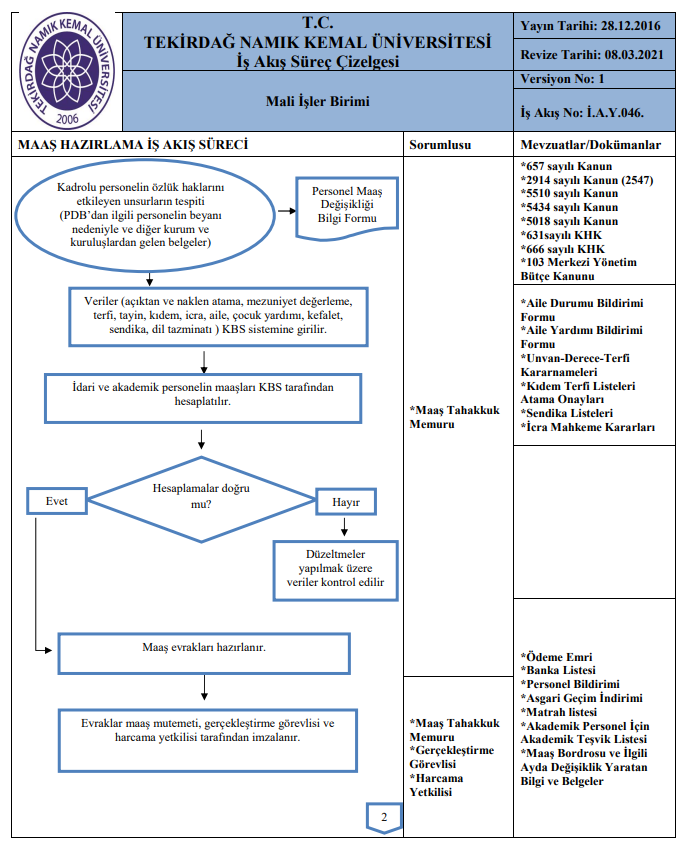 TEKİRDAĞ NAMIK KEMAL ÜNİVERSİTESİ
2006
T.C.
TEKİRDAĞ NAMIK KEMAL ÜNİVERSİTESİ
İş Akış Süreç Çizelgesi
Mali İşler Birimi
Yayın Tarihi: 28.12.2016
Revize Tarihi: 08.03.2021
Versiyon No: 1
İş Akış No: İ.A.Y.046.
MAAŞ HAZIRLAMA İŞ AKIŞ SÜRECİ
Sorumlusu
Mevzuatlar/Dokümanlar
Kadrolu personelin özlük haklarını
etkileyen unsurların tespiti
(PDB’dan ilgili personelin beyanı
nedeniyle ve diğer kurum ve
kuruluşlardan gelen belgeler)
Personel Maaş
Değişikliği
Bilgi Formu
Veriler (açıktan ve naklen atama, mezuniyet değerleme,
terfi, tayin, kıdem, icra, aile, çocuk yardımı, kefalet,
sendika, dil tazminatı ) KBS sistemine girilir.
İdari ve akademik personelin maaşları KBS tarafından
hesaplatılır.
Hesaplamalar doğru
mu?
Evet
Hayır
Düzeltmeler
yapılmak üzere
veriler kontrol edilir
Maaş evrakları hazırlanır.
Evraklar maaş mutemeti, gerçekleştirme görevlisi ve
harcama yetkilisi tarafından imzalanır.
2
*Maaş Tahakkuk
Memuru
*Maaş Tahakkuk
Memuru
*Gerçekleştirme
Görevlisi
*Harcama
Yetkilisi
*657 sayılı Kanun
*2914 sayılı Kanun (2547)
*5510 sayılı Kanun
*5434 sayılı Kanun
*5018 sayılı Kanun
*631sayılı KHK
*666 sayılı KHK
*103 Merkezi Yönetim
Bütçe Kanunu
*Aile Durumu Bildirimi
Formu
*Aile Yardımı Bildirimi
Formu
*Unvan-Derece-Terfi
Kararnameleri
*Kıdem Terfi Listeleri
Atama Onayları
*Sendika Listeleri
*İcra Mahkeme Kararları
*Ödeme Emri
*Banka Listesi
*Personel Bildirimi
*Asgari Geçim İndirimi
*Matrah listesi
*Akademik Personel İçin
Akademik Teşvik Listesi
*Maaş Bordrosu ve İlgili
Ayda Değişiklik Yaratan
Bilgi ve Belgeler